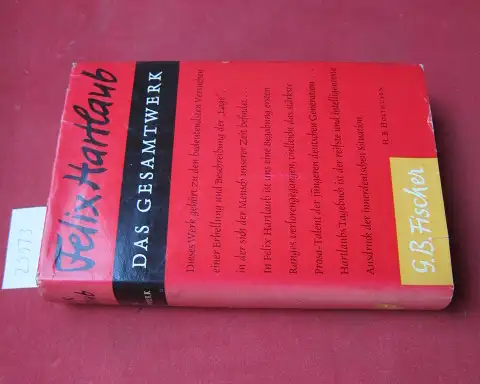 Felix Hartlaub
DAS GESAMTWERK
Dieses Werk gehört zu den bedeutendsten Versuchen
einer Erhellung und Beschreibung der „Lage“,
in der sich der Mensch unserer Zeit befindet . .
In Felix Hartlaub ist uns eine Begabung ersten
Ranges verlorengegangen, vielleicht das stärkste
Prosa-Talent der jüngeren deutschen Generation .
Hartlaubs Tagebuch ist der reifste und intelligenteste
Ausdruck der innerdeutschen Situation
G.B. Fischer
23973